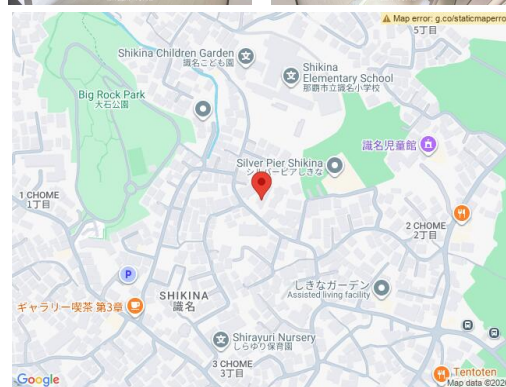 Map error: g.co/staticmaperro
5丁目
Shikina Children Garden
識名こども園
Shikina
Elementary School
那覇市立識名小学校
Big Rock Park
大石公園
識名児童館
Silver Pier Shikina
シルバーピアしきな
1 CHOME
1丁目
2 CHOME
2丁目
P
しきなガーデン
Assisted living facility
SHIKINA
識名
ギャラリー喫茶 第3章
Shirayuri Nursery
しらゆり保育園
3 CHOME
3丁目
Tentoten
Google
Map data ©202